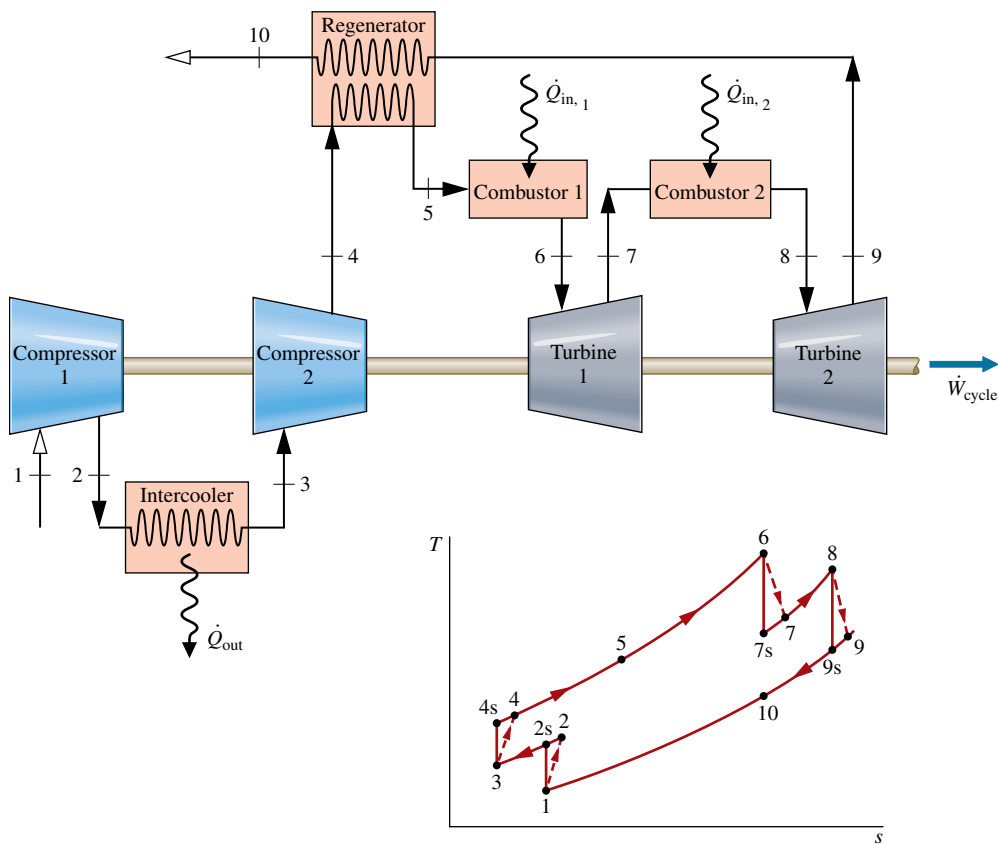 Regenerator
10
Q̇in, 1
Q̇in, 2
Combustor 1
Combustor 2
5
4
6
7
8
9
Compressor
1
Compressor
2
Turbine
1
Turbine
2
Ẇcycle
1
2
3
Intercooler
Q̇out
T
6
8
7
7s
9
9s
5
10
4s
4
2s
2
3
1
s